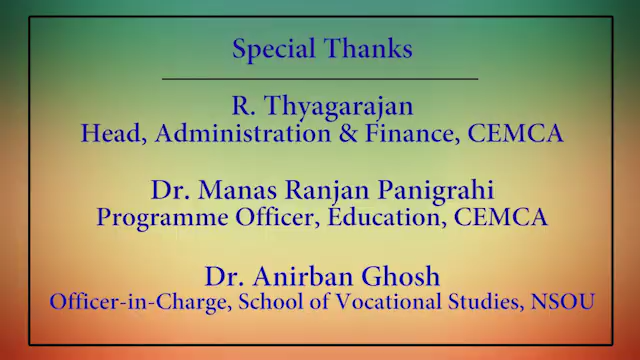 Special Thanks
R. Thyagarajan
Head, Administration & Finance, CEMCA
Dr. Manas Ranjan Panigrahi
Programme Officer, Education, CEMCA
Dr. Anirban Ghosh
Officer-in-Charge, School of Vocational Studies, NSOU